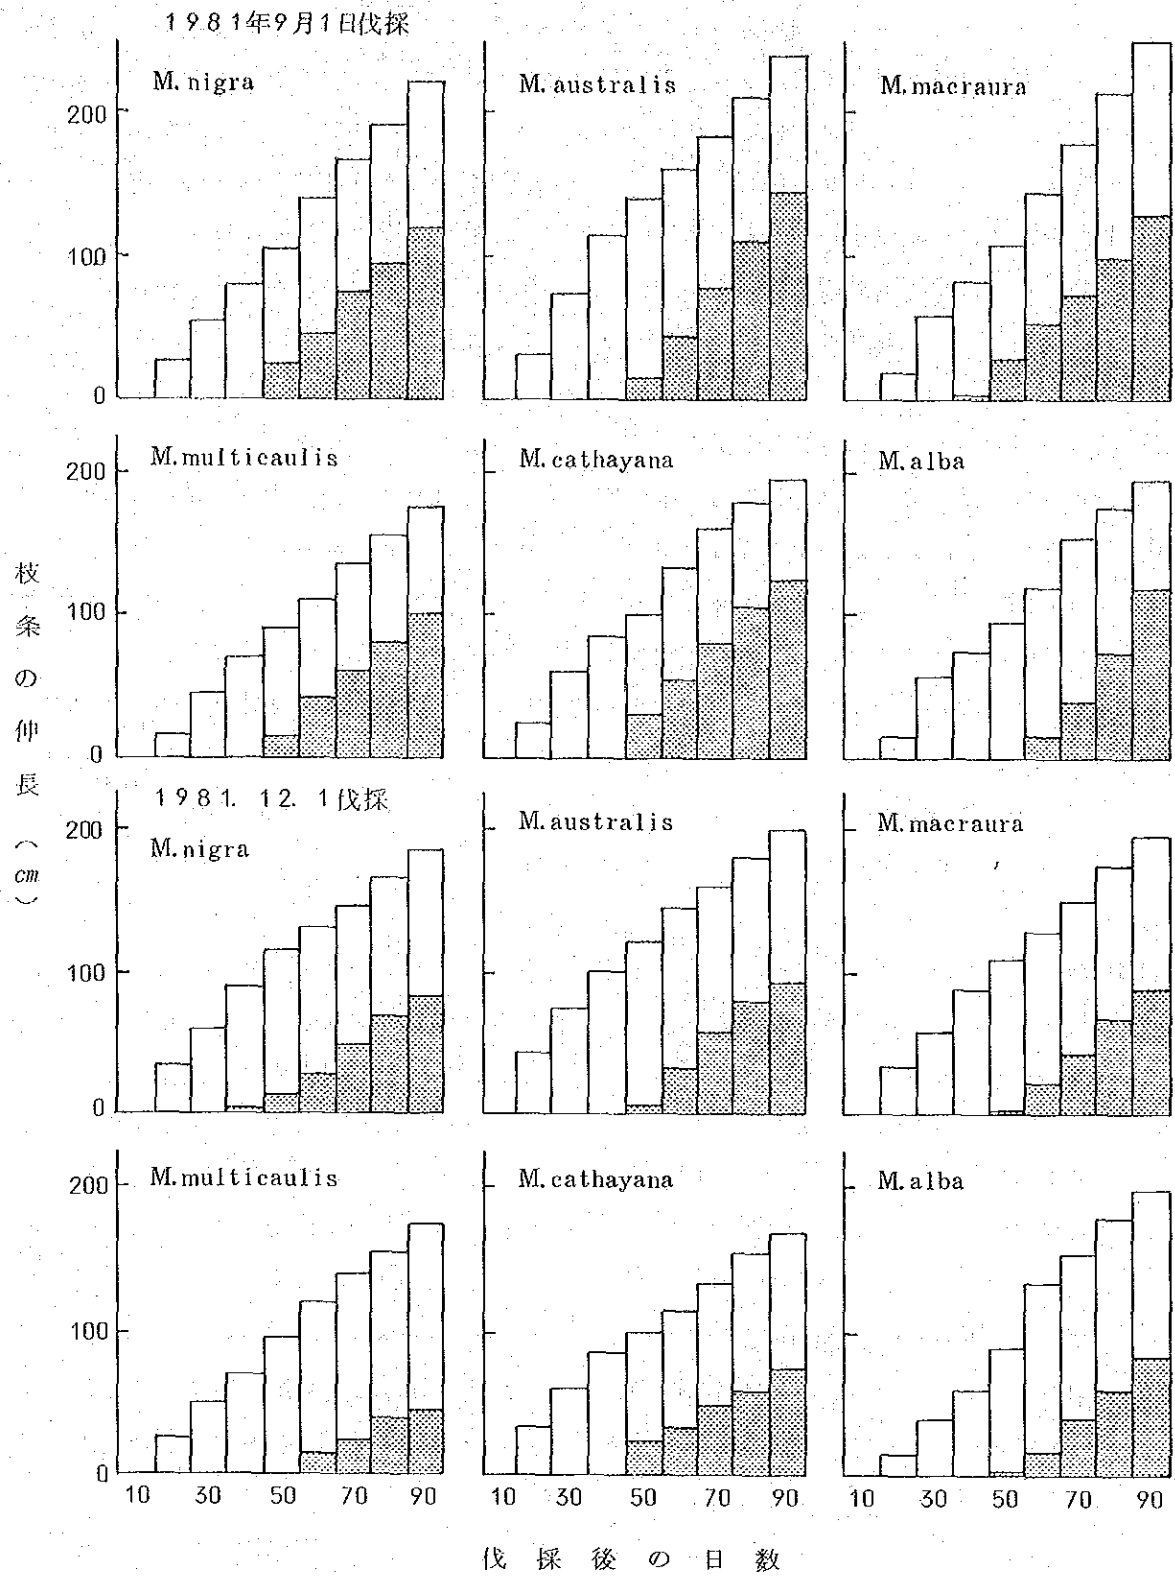 1981年9月1日伐採
M.nigra
M.australis
M.macraura
200
100
0
M.multicaulis
M.cathayana
M.alba
200
100
0
枝条の伸長(cm)
1981. 12. 1伐採
M.nigra
M.australis
M.macraura
200
100
0
M.multicaulis
M.cathayana
M.alba
200
100
0
10 30 50 70 90 10 30 50 70 90 10 30 50 70 90
伐採後の日数